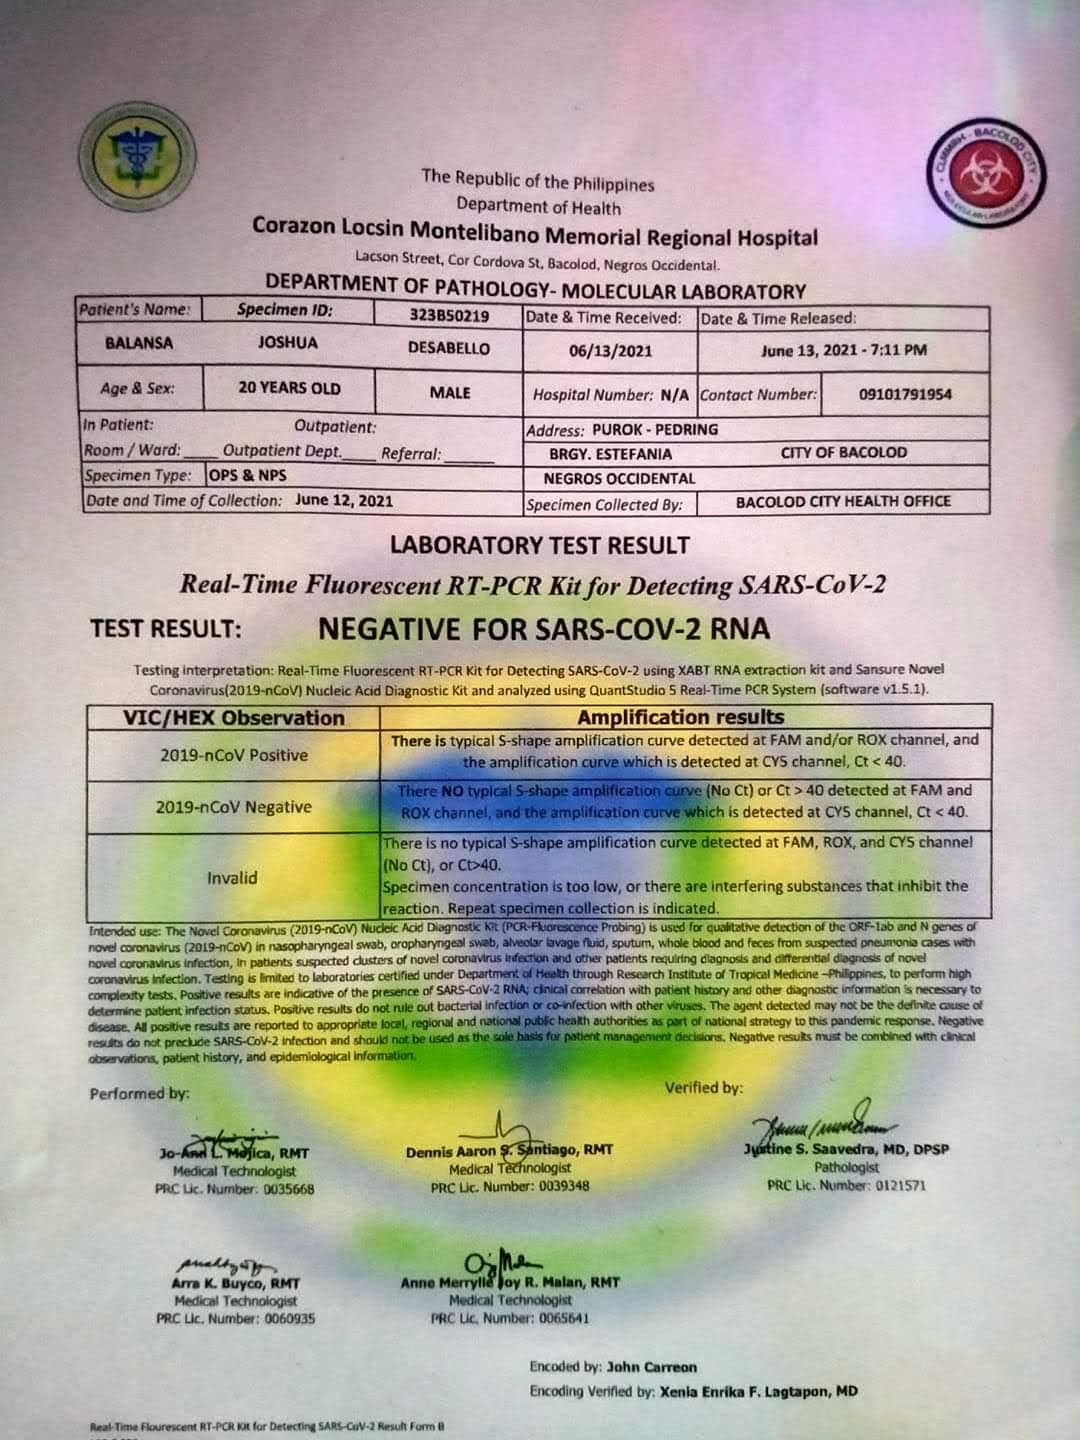 The Republic of the Philippines
Department of Health
Corazon Locsin Montelibano Memorial Regional Hospital
Lacson Street, Cor Cordova St, Bacolod, Negros Occidental.
DEPARTMENT OF PATHOLOGY- MOLECULAR LABORATORY
CLMMRH - BACOLOD CITY
MOLECULAR LABORATORY
Patient's Name: Specimen ID: 323B50219 Date & Time Received: Date & Time Released:
BALANSA JOSHUA DESABELLO 06/13/2021 June 13, 2021 - 7:11 PM
Age & Sex: 20 YEARS OLD MALE Hospital Number: N/A Contact Number: 09101791954
In Patient: Outpatient: Address: PUROK - PEDRING
Room / Ward:____ Outpatient Dept.____ Referral:______ BRGY. ESTEFANIA CITY OF BACOLOD
Specimen Type: OPS & NPS NEGROS OCCIDENTAL
Date and Time of Collection: June 12, 2021 Specimen Collected By: BACOLOD CITY HEALTH OFFICE
LABORATORY TEST RESULT
Real-Time Fluorescent RT-PCR Kit for Detecting SARS-CoV-2
TEST RESULT: NEGATIVE FOR SARS-COV-2 RNA
Testing interpretation: Real-Time Fluorescent RT-PCR Kit for Detecting SARS-CoV-2 using XABT RNA extraction kit and Sansure Novel
Coronavirus(2019-nCoV) Nucleic Acid Diagnostic Kit and analyzed using QuantStudio 5 Real-Time PCR System (software v1.5.1).
VIC/HEX Observation Amplification results
2019-nCoV Positive There is typical S-shape amplification curve detected at FAM and/or ROX channel, and
the amplification curve which is detected at CY5 channel, Ct < 40.
2019-nCoV Negative There NO typical S-shape amplification curve (No Ct) or Ct > 40 detected at FAM and
ROX channel, and the amplification curve which is detected at CY5 channel, Ct < 40.
Invalid There is no typical S-shape amplification curve detected at FAM, ROX, and CY5 channel
(No Ct), or Ct>40.
Specimen concentration is too low, or there are interfering substances that inhibit the
reaction. Repeat specimen collection is indicated.
Intended use: The Novel Coronavirus (2019-nCoV) Nucleic Acid Diagnostic Kit (PCR-Fluorescence Probing) is used for qualitative detection of the ORF-1ab and N genes of
novel coronavirus (2019-nCoV) in nasopharyngeal swab, oropharyngeal swab, alveolar lavage fluid, sputum, whole blood and feces from suspected pneumonia cases with
novel coronavirus infection, in patients suspected clusters of novel coronavirus infection and other patients requiring diagnosis and differential diagnosis of novel
coronavirus infection. Testing is limited to laboratories certified under Department of Health through Research Institute of Tropical Medicine –Philippines, to perform high
complexity tests. Positive results are indicative of the presence of SARS-CoV-2 RNA; clinical correlation with patient history and other diagnostic information is necessary to
determine patient infection status. Positive results do not rule out bacterial infection or co-infection with other viruses. The agent detected may not be the definite cause of
disease. All positive results are reported to appropriate local, regional and national public health authorities as part of national strategy to this pandemic response. Negative
results do not preclude SARS-CoV-2 infection and should not be used as the sole basis for patient management decisions. Negative results must be combined with clinical
observations, patient history, and epidemiological information.
Performed by: Verified by:
Jo-Ann L. Mojica, RMT Dennis Aaron S. Santiago, RMT Justine S. Saavedra, MD, DPSP
Medical Technologist Medical Technologist Pathologist
PRC Lic. Number: 0035668 PRC Lic. Number: 0039348 PRC Lic. Number: 0121571
Arra K. Buyco, RMT Anne Merrylle Joy R. Malan, RMT
Medical Technologist Medical Technologist
PRC Lic. Number: 0060935 PRC Lic. Number: 0065641
Encoded by: John Carreon
Encoding Verified by: Xenia Enrika F. Lagtapon, MD
Real-Time Flourescent RT-PCR Kit for Detecting SARS-CoV-2 Result Form B